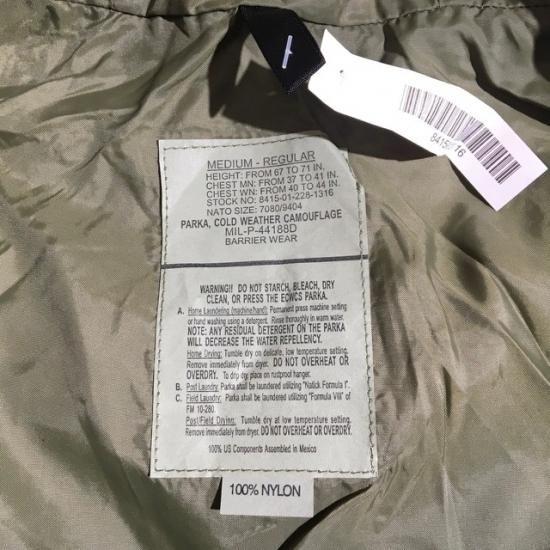 8415016
MEDIUM - REGULAR
HEIGHT: FROM 67 TO 71 IN.
CHEST MN: FROM 37 TO 41 IN.
CHEST WN: FROM 40 TO 44 IN.
STOCK NO: 8415-01-228-1316
NATO SIZE: 7080/9404
PARKA, COLD WEATHER CAMOUFLAGE
MIL-P-44188D
BARRIER WEAR
WARNING!! DO NOT STARCH, BLEACH, DRY
CLEAN, OR PRESS THE ECWCS PARKA.
A. Home Laundering (machine/hand): Permanent press machine setting
or hand washing using a detergent. Rinse thoroughly in warm water.
NOTE: ANY RESIDUAL DETERGENT ON THE PARKA
WILL DECREASE THE WATER REPELLENCY.
Home Drying: Tumble dry on delicate, low temperature setting.
Remove immediately from dryer. DO NOT OVERHEAT OR
OVERDRY. To drip dry place on rustproof hanger.
B. Post Laundry: Parka shall be laundered utilizing "Natick Formula I".
C. Field Laundry: Parka shall be laundered utilizing "Formula VIII" of
FM 10-280.
Post/Field Drying: Tumble dry at low temperature setting.
Remove immediately from dryer. DO NOT OVERHEAT OR OVERDRY.
100% US Components Assembled in Mexico
100% NYLON